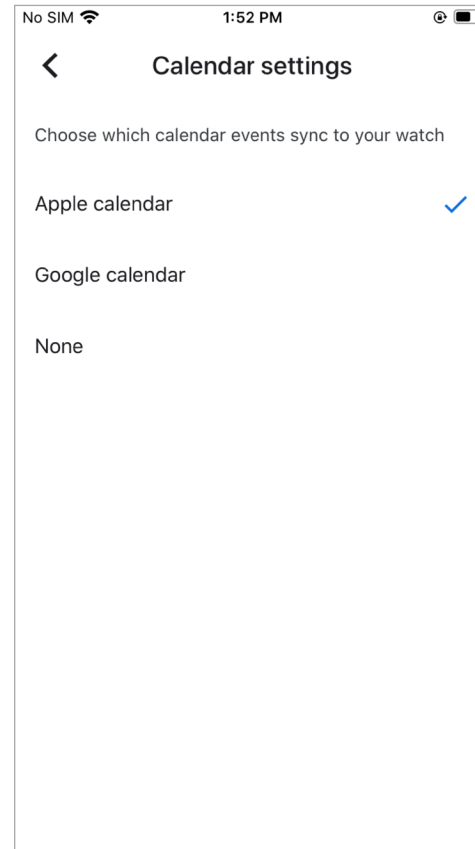 No SIM 1:52 PM
Calendar settings
Choose which calendar events sync to your watch
Apple calendar
Google calendar
None